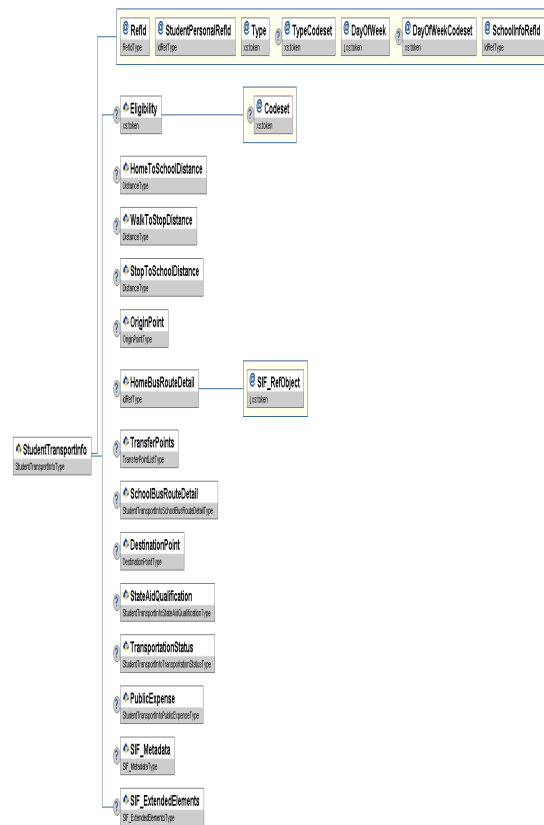 @ RefId @ StudentPersonalRefId @ Type ? @ TypeCodeset @ DayOfWeek ? @ DayOfWeekCodeset @ SchoolInfoRefId
RefIdType IdRefType xs:token xs:token j:xs:token xs:token IdRefType
? Eligibility ? @ Codeset
xs:token xs:token
? HomeToSchoolDistance
DistanceType
? WalkToStopDistance
DistanceType
? StopToSchoolDistance
DistanceType
? OriginPoint
OriginPointType
? HomeBusRouteDetail @ SIF_RefObject
IdRefType j:xs:token
StudentTransportInfo
StudentTransportInfoType
? TransferPoints
TransferPointListType
? SchoolBusRouteDetail
StudentTransportInfoSchoolBusRouteDetailType
? DestinationPoint
DestinationPointType
? StateAidQualification
StudentTransportInfoStateAidQualificationType
? TransportationStatus
StudentTransportInfoTransportationStatusType
? PublicExpense
StudentTransportInfoPublicExpenseType
? SIF_Metadata
SIF_MetadataType
? SIF_ExtendedElements
SIF_ExtendedElementsType